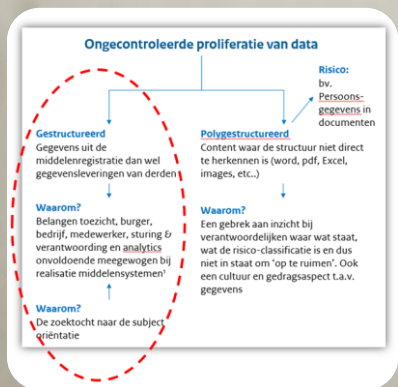 Ongecontroleerde proliferatie van data
Risico:
bv.
Persoons-
gegevens in
documenten
Gestructureerd
Gegevens uit de
middelenregistratie dan wel
gegevensleveringen van derden
Waarom?
Belangen toezicht, burger,
bedrijf, medewerker, sturing &
verantwoording en analytics
onvoldoende meegewogen bij
realisatie middelensystemen¹
Waarom?
De zoektocht naar de subject
oriëntatie
Polygestructureerd
Content waar de structuur niet direct
te herkennen is (word, pdf, Excel,
images, etc..)
Waarom?
Een gebrek aan inzicht bij
verantwoordelijken waar wat staat,
wat de risico-classificatie is en dus
niet in staat om ‘op te ruimen’. Ook
een cultuur en gedragsaspect t.a.v.
gegevens